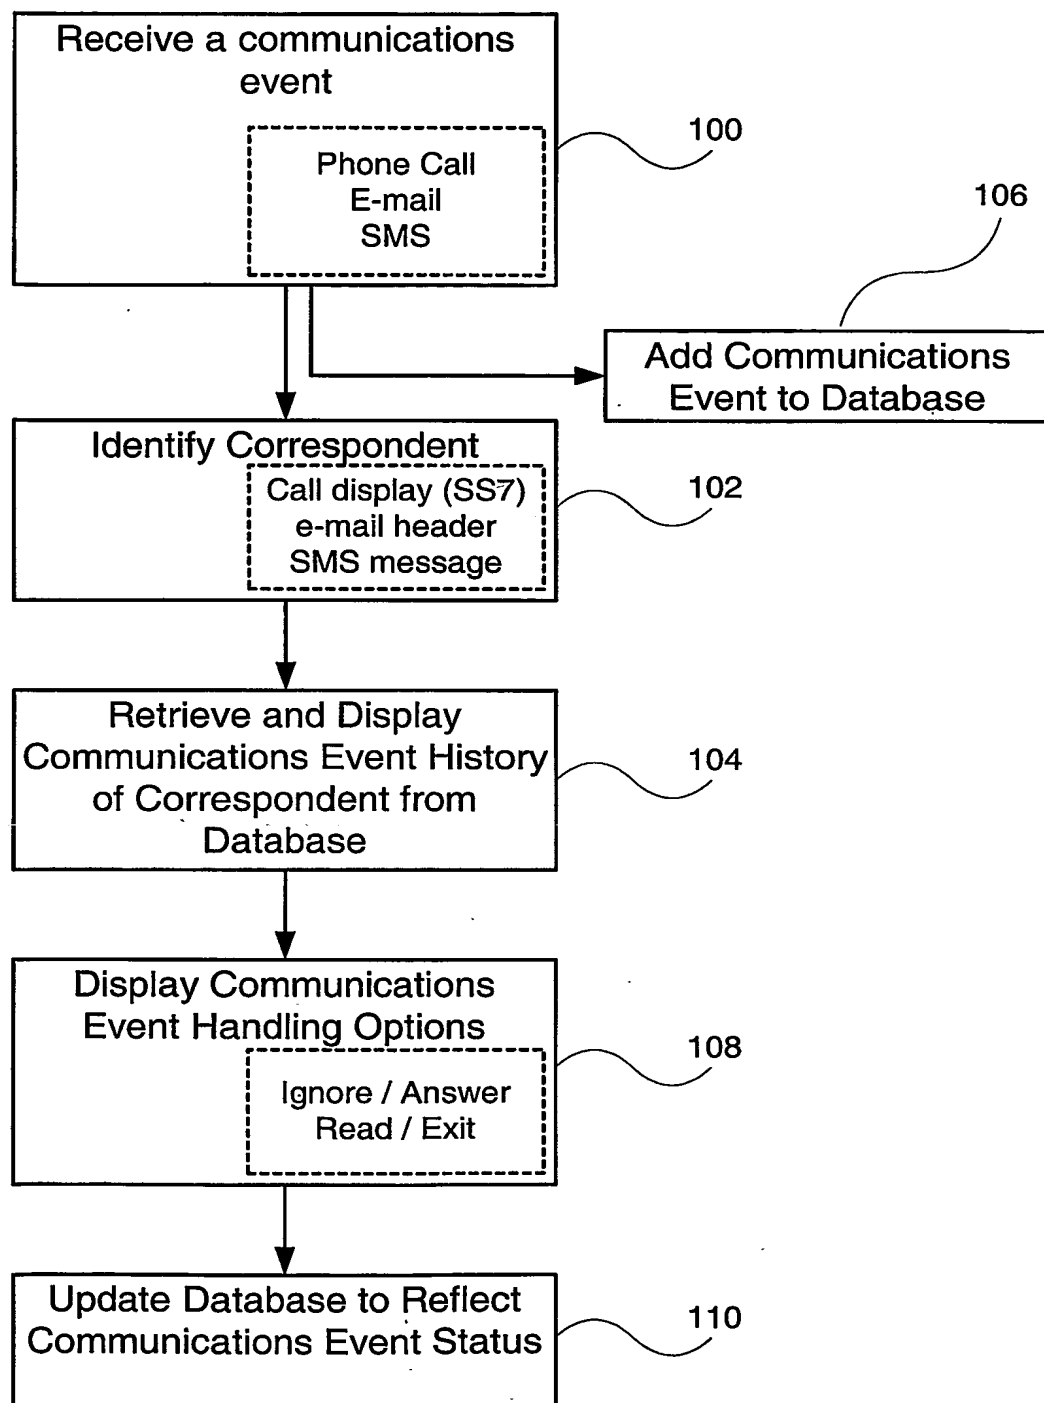 Receive a communications
event
Phone Call
E-mail
SMS
100
106
Add Communications
Event to Database
Identify Correspondent
Call display (SS7)
e-mail header
SMS message
102
Retrieve and Display
Communications Event History
of Correspondent from
Database
104
Display Communications
Event Handling Options
Ignore / Answer
Read / Exit
108
Update Database to Reflect
Communications Event Status
110